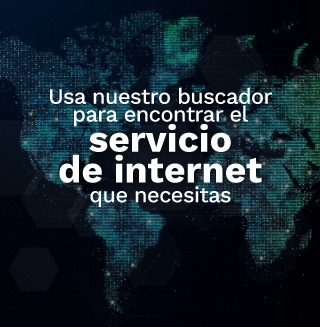 Usa nuestro buscador
para encontrar el
servicio
de internet
que necesitas